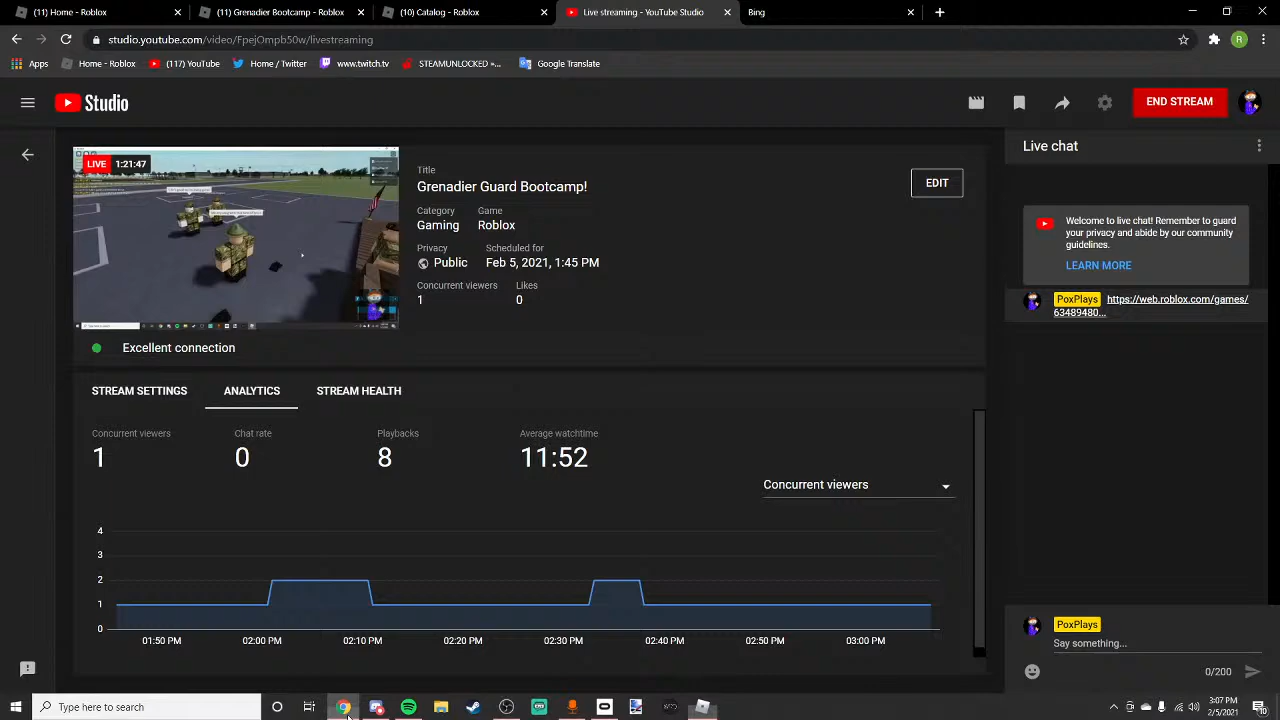 (11) Home - Roblox
(11) Grenadier Bootcamp - Roblox
(10) Catalog - Roblox
Live streaming - YouTube Studio
Bing
studio.youtube.com/video/FpejOmpb50w/livestreaming
R
Apps
Home - Roblox
(117) YouTube
Home / Twitter
www.twitch.tv
STEAMUNLOCKED »...
Google Translate
Studio
END STREAM
LIVE 1:21:47
Title
Grenadier Guard Bootcamp!
EDIT
Category
Game
Gaming
Roblox
Privacy
Scheduled for
Public
Feb 5, 2021, 1:45 PM
Concurrent viewers
Likes
1
0
Excellent connection
STREAM SETTINGS
ANALYTICS
STREAM HEALTH
Concurrent viewers
Chat rate
Playbacks
Average watchtime
1
0
8
11:52
Concurrent viewers
4
3
2
1
0
01:50 PM
02:00 PM
02:10 PM
02:20 PM
02:30 PM
02:40 PM
02:50 PM
03:00 PM
Live chat
Welcome to live chat! Remember to guard
your privacy and abide by our community
guidelines.
LEARN MORE
PoxPlays https://web.roblox.com/games/
63489480...
PoxPlays
Say something...
0/200
Type here to search
3:07 PM
2/5/2021